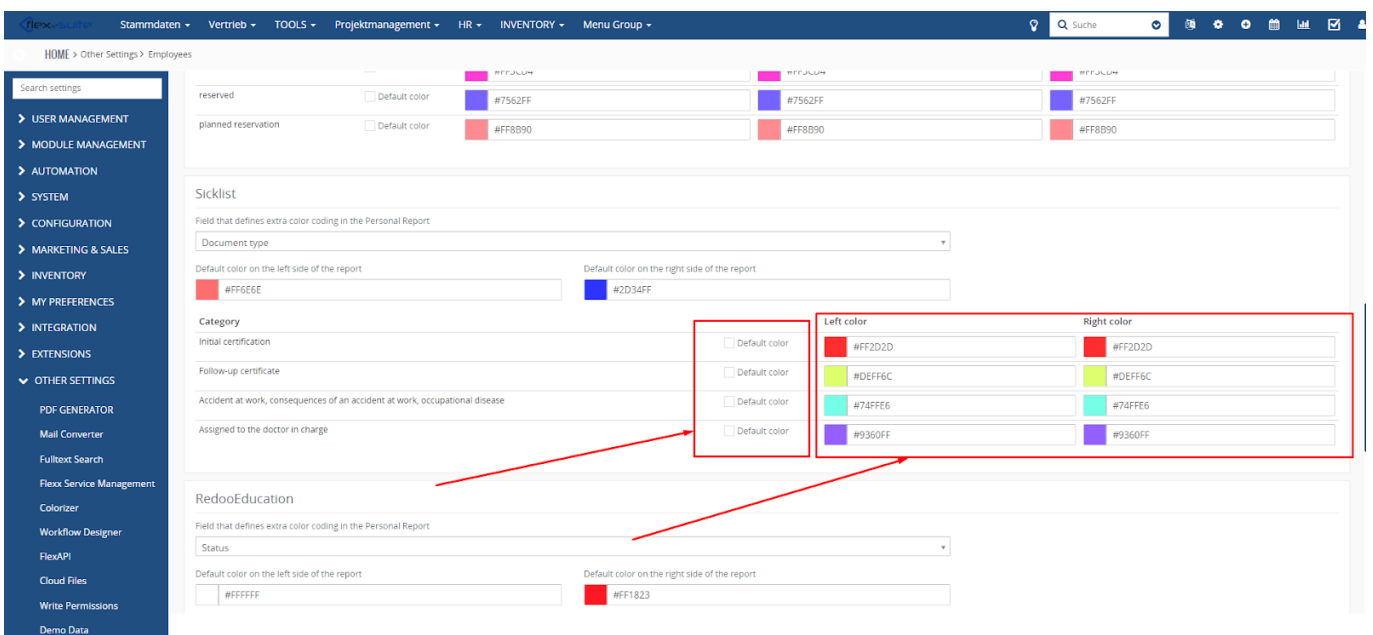 flexx-suite Stammdaten Vertrieb TOOLS Projektmanagement HR INVENTORY Menu Group Suche
HOME > Other Settings > Employees
Search settings
USER MANAGEMENT
MODULE MANAGEMENT
AUTOMATION
SYSTEM
CONFIGURATION
MARKETING & SALES
INVENTORY
MY PREFERENCES
INTEGRATION
EXTENSIONS
OTHER SETTINGS
PDF GENERATOR
Mail Converter
Fulltext Search
Flexx Service Management
Colorizer
Workflow Designer
FlexAPI
Cloud Files
Write Permissions
Demo Data
#FF3CD4 #FF3CD4 #FF3CD4
reserved Default color #7562FF #7562FF #7562FF
planned reservation Default color #FF8B90 #FF8B90 #FF8B90
Sicklist
Field that defines extra color coding in the Personal Report
Document type
Default color on the left side of the report Default color on the right side of the report
#FF6E6E #2D34FF
Category Left color Right color
Initial certification Default color #FF2D2D #FF2D2D
Follow-up certificate Default color #DEFF6C #DEFF6C
Accident at work, consequences of an accident at work, occupational disease Default color #74FFE6 #74FFE6
Assigned to the doctor in charge Default color #9360FF #9360FF
RedooEducation
Field that defines extra color coding in the Personal Report
Status
Default color on the left side of the report Default color on the right side of the report
#FFFFFF #FF1823